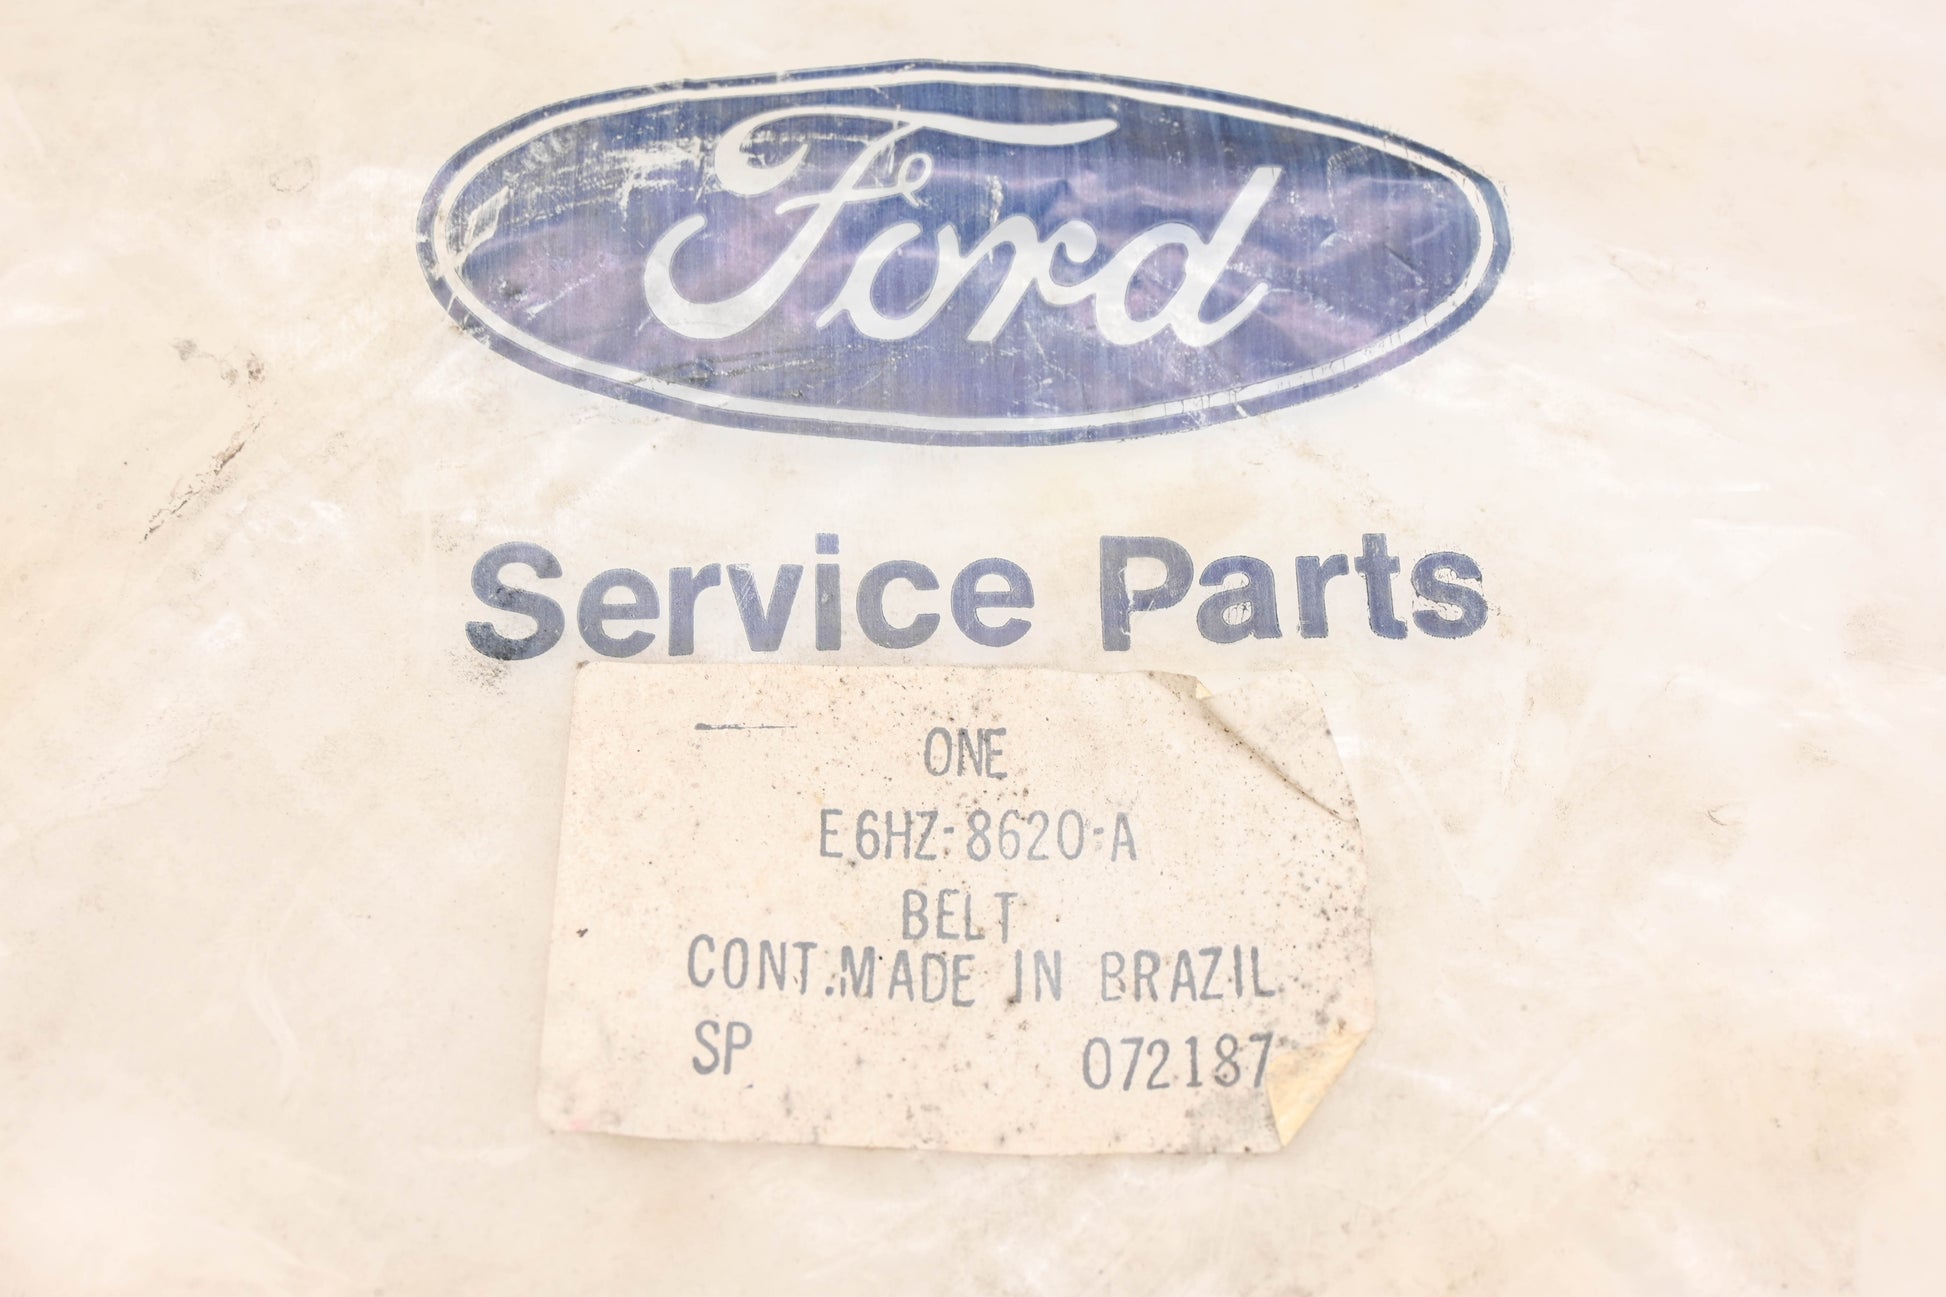 Ford
Service Parts
ONE
E6HZ-8620-A
BELT
CONT.MADE IN BRAZIL
SP 072187